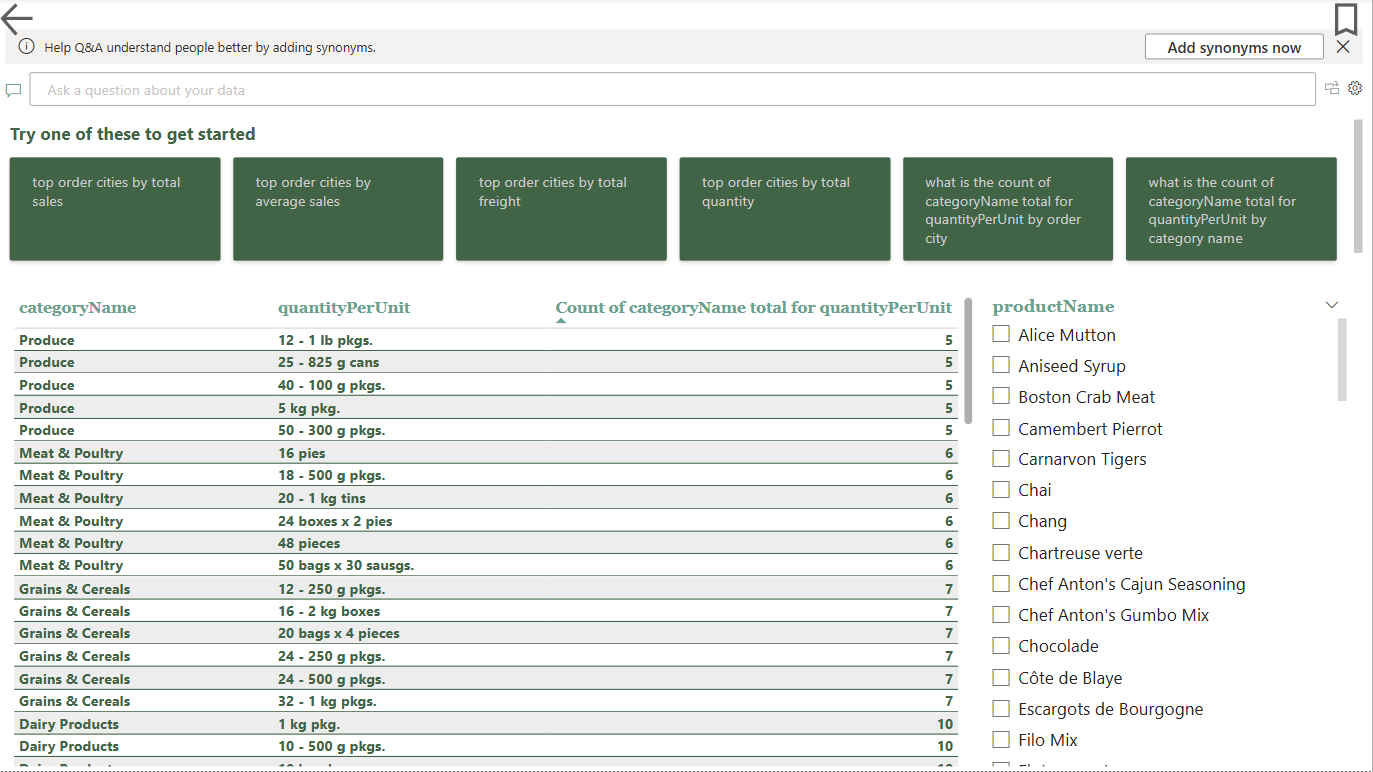 Help Q&A understand people better by adding synonyms.
Add synonyms now
Ask a question about your data
Try one of these to get started
top order cities by total
sales
top order cities by
average sales
top order cities by total
freight
top order cities by total
quantity
what is the count of
categoryName total for
quantityPerUnit by order
city
what is the count of
categoryName total for
quantityPerUnit by
category name
categoryName quantityPerUnit Count of categoryName total for quantityPerUnit
Produce 12 - 1 lb pkgs. 5
Produce 25 - 825 g cans 5
Produce 40 - 100 g pkgs. 5
Produce 5 kg pkg. 5
Produce 50 - 300 g pkgs. 5
Meat & Poultry 16 pies 6
Meat & Poultry 18 - 500 g pkgs. 6
Meat & Poultry 20 - 1 kg tins 6
Meat & Poultry 24 boxes x 2 pies 6
Meat & Poultry 48 pieces 6
Meat & Poultry 50 bags x 30 sausgs. 6
Grains & Cereals 12 - 250 g pkgs. 7
Grains & Cereals 16 - 2 kg boxes 7
Grains & Cereals 20 bags x 4 pieces 7
Grains & Cereals 24 - 250 g pkgs. 7
Grains & Cereals 24 - 500 g pkgs. 7
Grains & Cereals 32 - 1 kg pkgs. 7
Dairy Products 1 kg pkg. 10
Dairy Products 10 - 500 g pkgs. 10
productName
Alice Mutton
Aniseed Syrup
Boston Crab Meat
Camembert Pierrot
Carnarvon Tigers
Chai
Chang
Chartreuse verte
Chef Anton's Cajun Seasoning
Chef Anton's Gumbo Mix
Chocolade
Côte de Blaye
Escargots de Bourgogne
Filo Mix